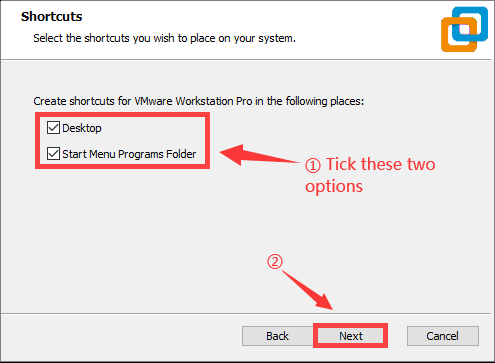 Shortcuts
Select the shortcuts you wish to place on your system.
Create shortcuts for VMware Workstation Pro in the following places:
Desktop
Start Menu Programs Folder
① Tick these two
options
②
Back Next Cancel